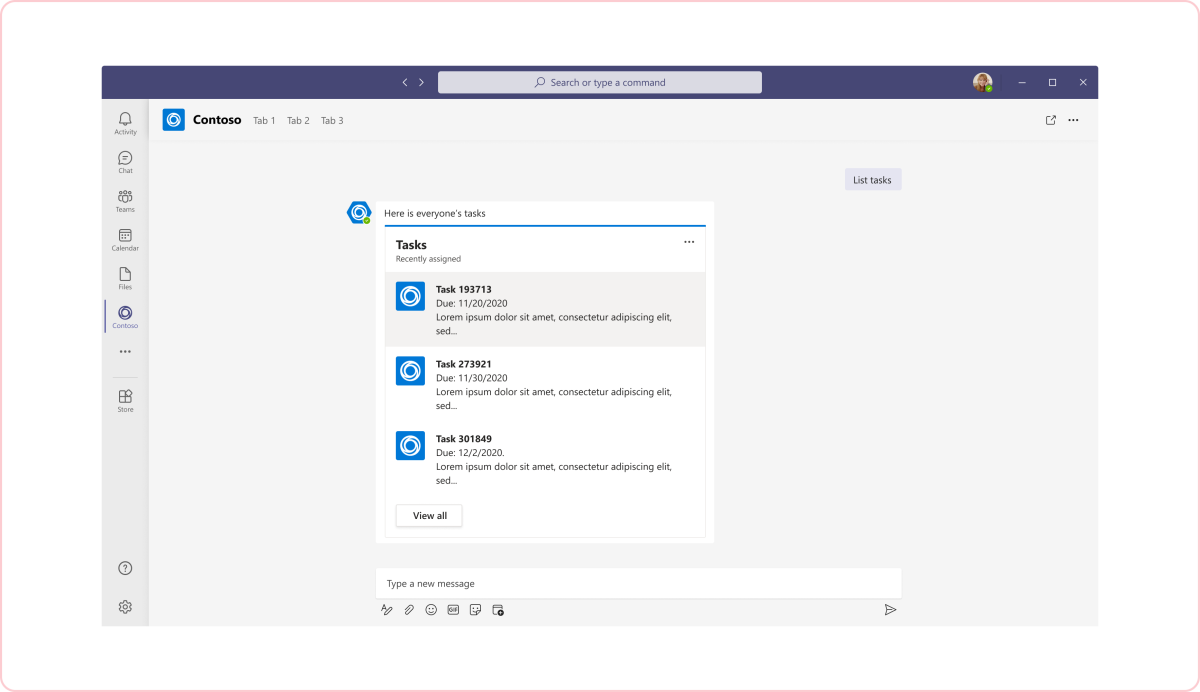 Search or type a command
Contoso Tab 1 Tab 2 Tab 3
Activity
Chat
Teams
Calendar
Files
Contoso
Store
List tasks
Here is everyone's tasks
Tasks
Recently assigned
Task 193713
Due: 11/20/2020
Lorem ipsum dolor sit amet, consectetur adipiscing elit,
sed...
Task 273921
Due: 11/30/2020
Lorem ipsum dolor sit amet, consectetur adipiscing elit,
sed...
Task 301849
Due: 12/2/2020.
Lorem ipsum dolor sit amet, consectetur adipiscing elit,
sed...
View all
Type a new message
GIF